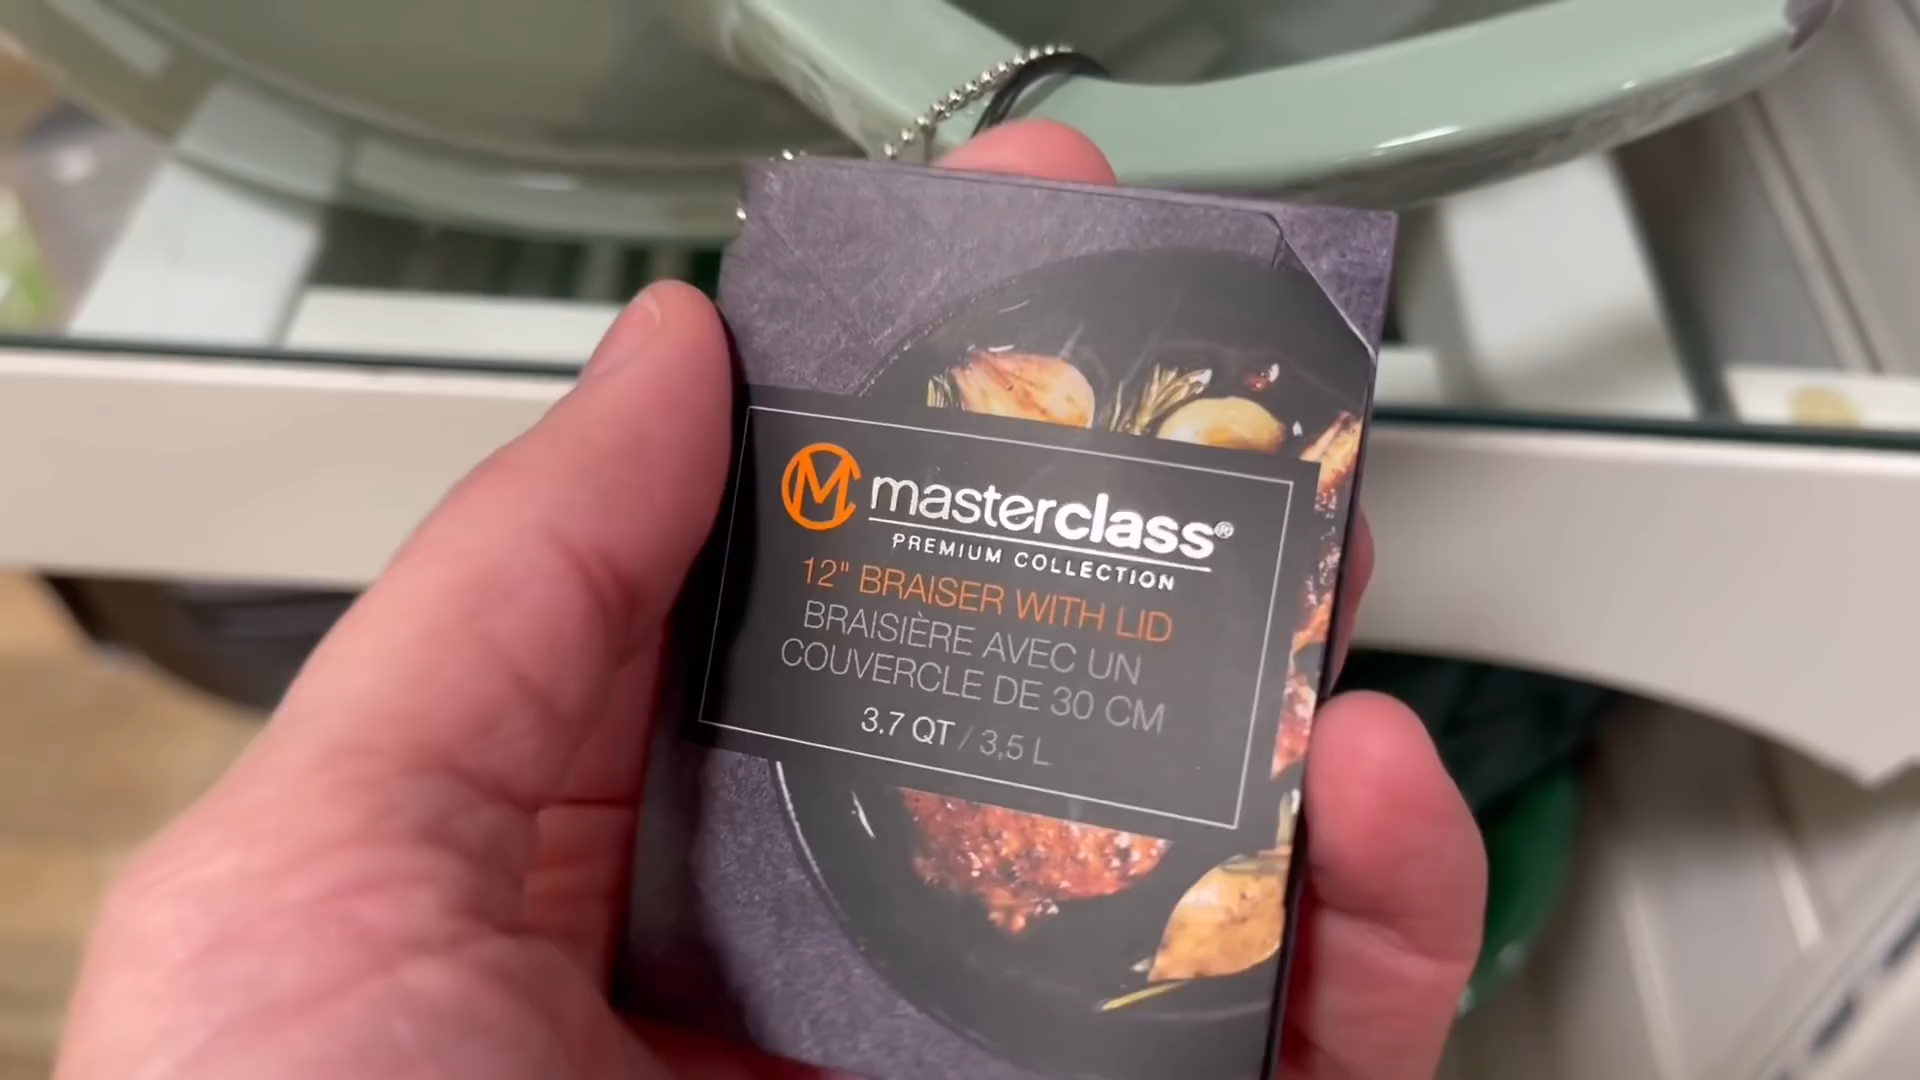 masterclass®
PREMIUM COLLECTION
12" BRAISER WITH LID
BRAISIÈRE AVEC UN
COUVERCLE DE 30 CM
3.7 QT / 3,5 L